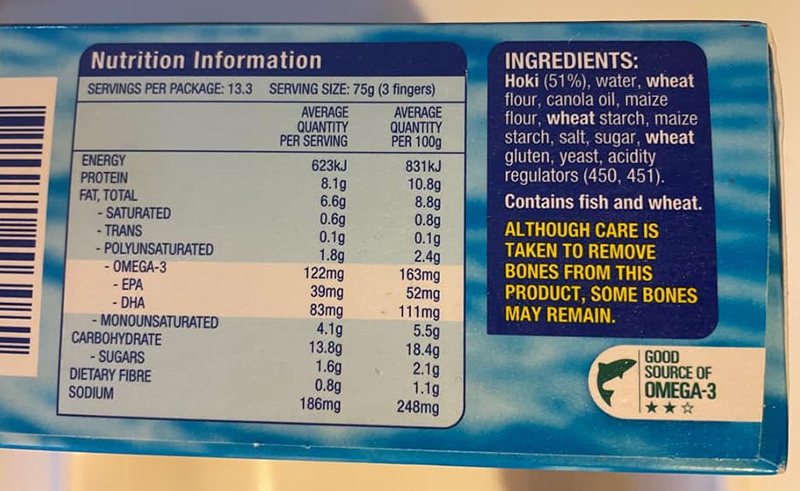 Nutrition Information
SERVINGS PER PACKAGE: 13.3 SERVING SIZE: 75g (3 fingers)
AVERAGE QUANTITY PER SERVING AVERAGE QUANTITY PER 100g
ENERGY 623kJ 831kJ
PROTEIN 8.1g 10.8g
FAT, TOTAL 6.6g 8.8g
- SATURATED 0.6g 0.8g
- TRANS 0.1g 0.1g
- POLYUNSATURATED 1.8g 2.4g
- OMEGA-3 122mg 163mg
- EPA 39mg 52mg
- DHA 83mg 111mg
- MONOUNSATURATED 4.1g 5.5g
CARBOHYDRATE 13.8g 18.4g
- SUGARS 1.6g 2.1g
DIETARY FIBRE 0.8g 1.1g
SODIUM 186mg 248mg
INGREDIENTS:
Hoki (51%), water, wheat
flour, canola oil, maize
flour, wheat starch, maize
starch, salt, sugar, wheat
gluten, yeast, acidity
regulators (450, 451).
Contains fish and wheat.
ALTHOUGH CARE IS
TAKEN TO REMOVE
BONES FROM THIS
PRODUCT, SOME BONES
MAY REMAIN.
GOOD
SOURCE OF
OMEGA-3